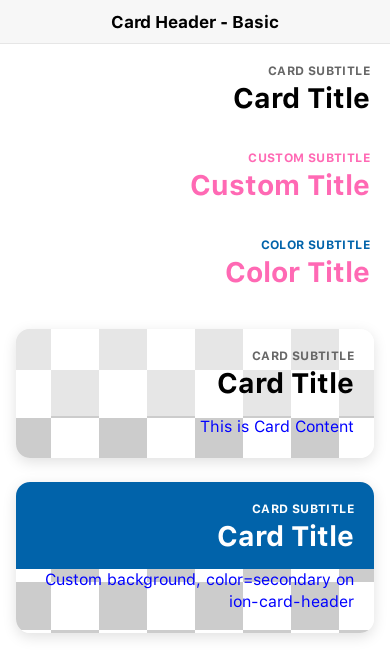 Card Header - Basic
CARD SUBTITLE
Card Title
CUSTOM SUBTITLE
Custom Title
COLOR SUBTITLE
Color Title
CARD SUBTITLE
Card Title
This is Card Content
CARD SUBTITLE
Card Title
Custom background, color=secondary on
ion-card-header